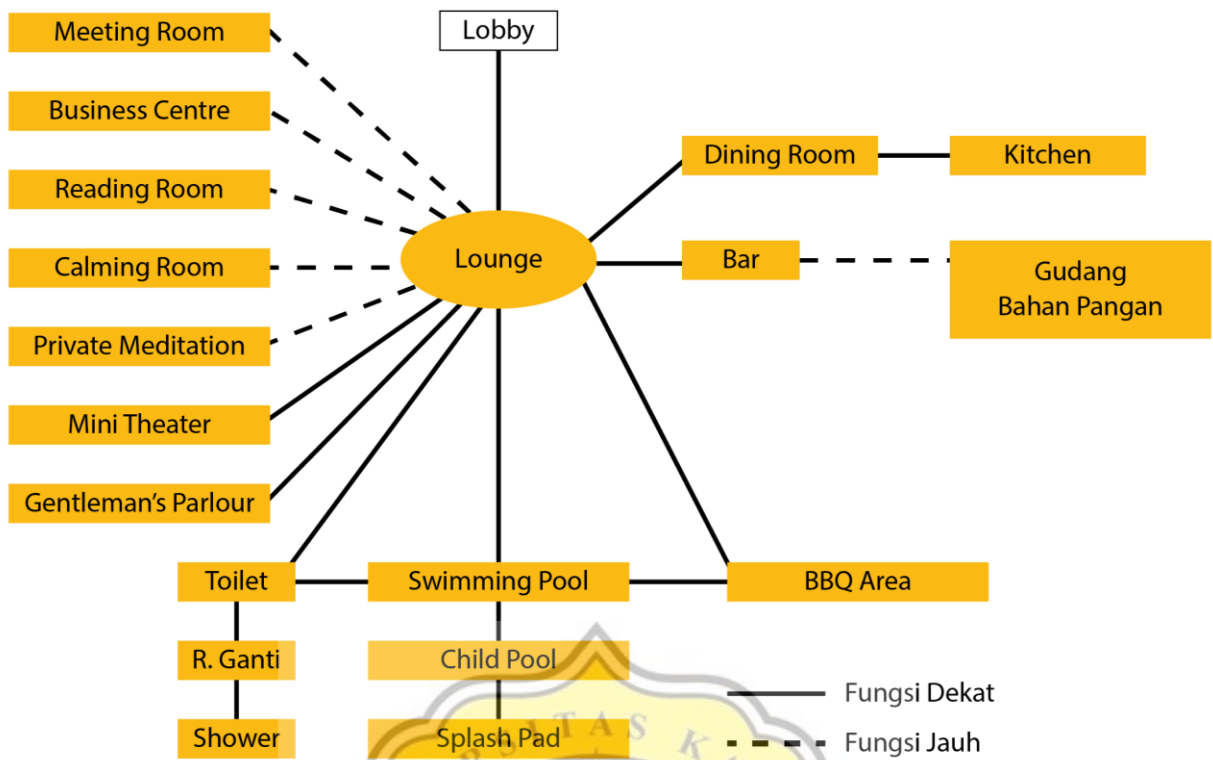 Meeting Room
Lobby
Business Centre
Dining Room
Kitchen
Reading Room
Calming Room
Lounge
Bar
Gudang
Bahan Pangan
Private Meditation
Mini Theater
Gentleman's Parlour
Toilet
Swimming Pool
BBQ Area
R. Ganti
Child Pool
Fungsi Dekat
Shower
Splash Pad
Fungsi Jauh